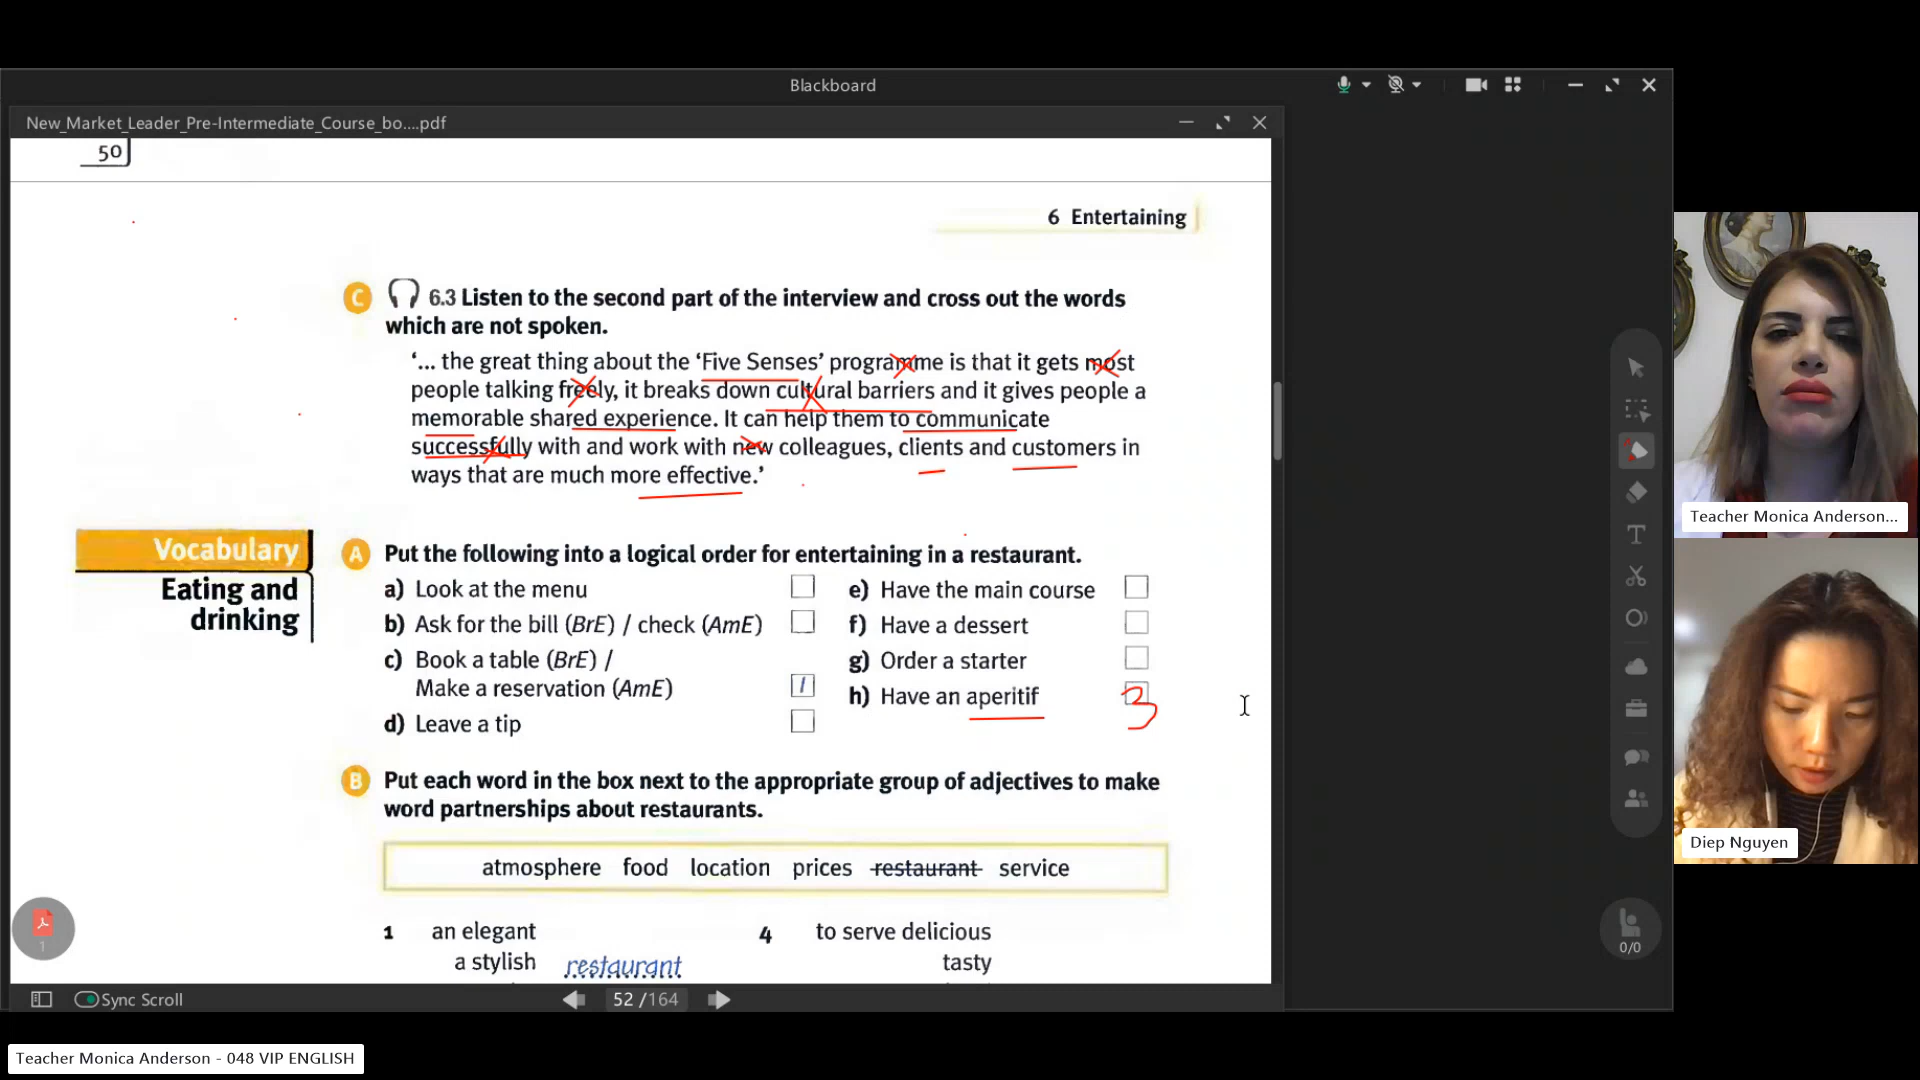 Blackboard
New_Market_Leader_Pre-Intermediate_Course_bo....pdf
50
6 Entertaining
C 6.3 Listen to the second part of the interview and cross out the words
which are not spoken.
‘... the great thing about the ‘Five Senses’ programme is that it gets most
people talking freely, it breaks down cultural barriers and it gives people a
memorable shared experience. It can help them to communicate
successfully with and work with new colleagues, clients and customers in
ways that are much more effective.’
Vocabulary
Eating and
drinking
A Put the following into a logical order for entertaining in a restaurant.
a) Look at the menu
b) Ask for the bill (BrE) / check (AmE)
c) Book a table (BrE) /
Make a reservation (AmE) 1
d) Leave a tip
e) Have the main course
f) Have a dessert
g) Order a starter
h) Have an aperitif 3
B Put each word in the box next to the appropriate group of adjectives to make
word partnerships about restaurants.
atmosphere food location prices restaurant service
1 an elegant
a stylish restaurant
4 to serve delicious
tasty
1
Sync Scroll
52 /164
0/0
Teacher Monica Anderson...
Diep Nguyen
Teacher Monica Anderson - 048 VIP ENGLISH